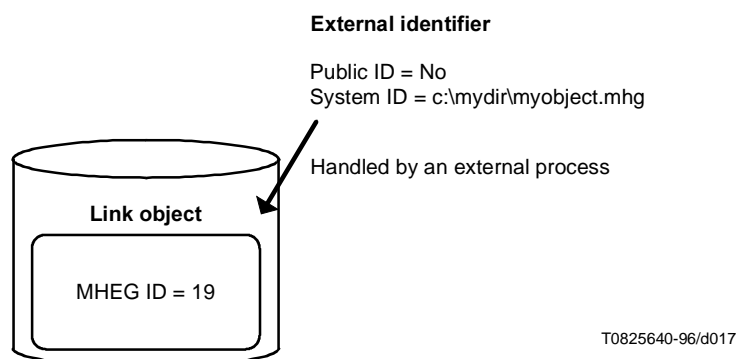 External identifier
Public ID = No
System ID = c:\mydir\myobject.mhg
Handled by an external process
Link object
MHEG ID = 19
T0825640-96/d017